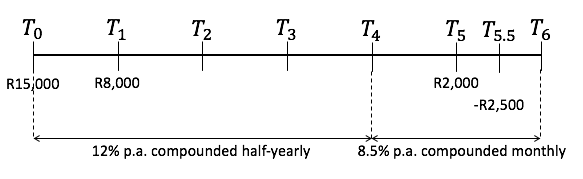 T0 T1 T2 T3 T4 T5 T5.5 T6
R15,000 R8,000 R2,000
-R2,500
12% p.a. compounded half-yearly 8.5% p.a. compounded monthly